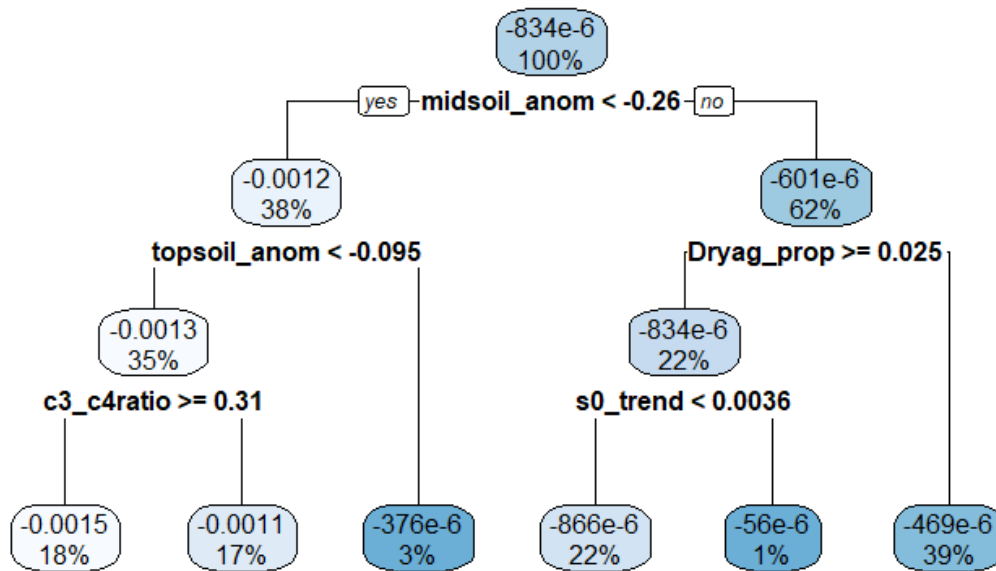 -834e-6
100%
yes midsoil_anom < -0.26 no
-0.0012
38%
-601e-6
62%
topsoil_anom < -0.095
Dryag_prop >= 0.025
-0.0013
35%
-834e-6
22%
c3_c4ratio >= 0.31
s0_trend < 0.0036
-0.0015
18%
-0.0011
17%
-376e-6
3%
-866e-6
22%
-56e-6
1%
-469e-6
39%